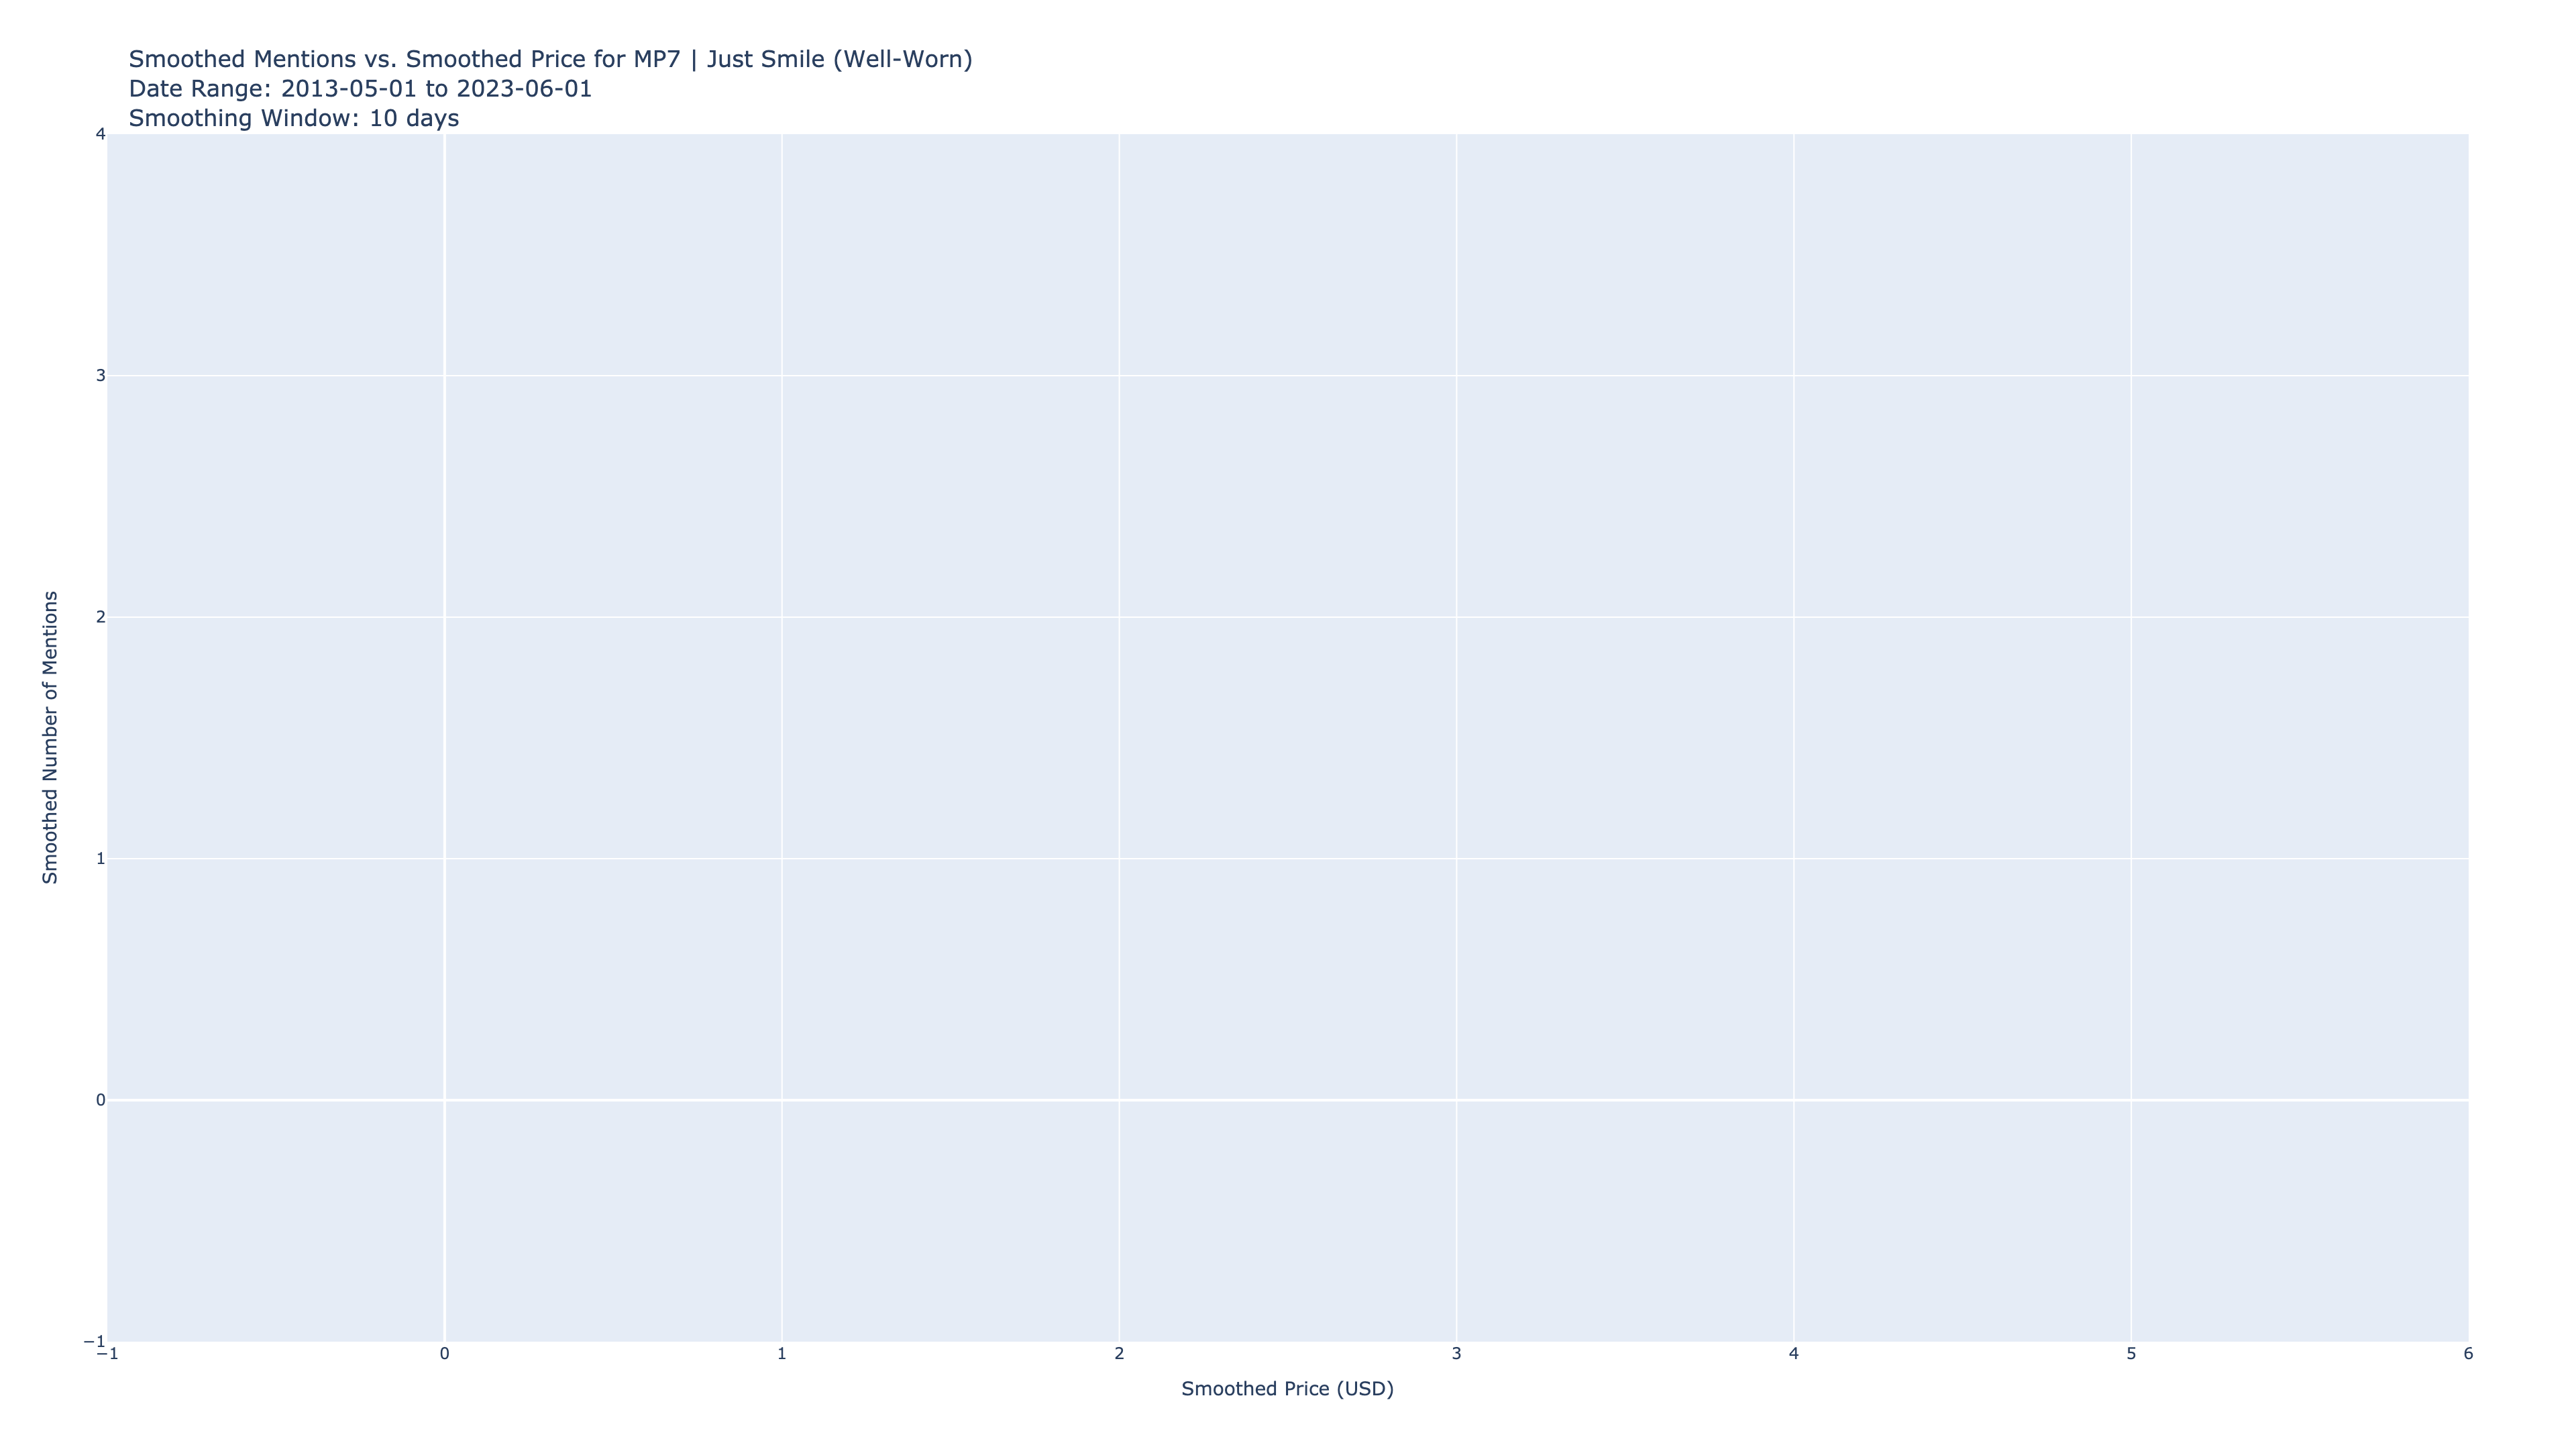 Smoothed Mentions vs. Smoothed Price for MP7 | Just Smile (Well-Worn)
Date Range: 2013-05-01 to 2023-06-01
Smoothing Window: 10 days
4
3
2
1
0
−1
Smoothed Number of Mentions
−1 0 1 2 3 4 5 6
Smoothed Price (USD)